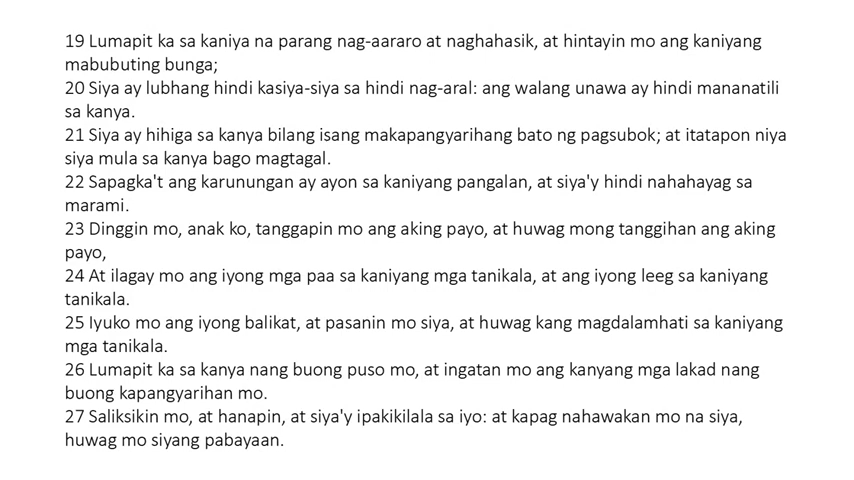 19 Lumapit ka sa kaniya na parang nag-aararo at naghahasik, at hintayin mo ang kaniyang
mabubuting bunga;
20 Siya ay lubhang hindi kasiya-siya sa hindi nag-aral: ang walang unawa ay hindi mananatili
sa kanya.
21 Siya ay hihiga sa kanya bilang isang makapangyarihang bato ng pagsubok; at itatapon niya
siya mula sa kanya bago magtagal.
22 Sapagka't ang karunungan ay ayon sa kaniyang pangalan, at siya'y hindi nahahayag sa
marami.
23 Dinggin mo, anak ko, tanggapin mo ang aking payo, at huwag mong tanggihan ang aking
payo,
24 At ilagay mo ang iyong mga paa sa kaniyang mga tanikala, at ang iyong leeg sa kaniyang
tanikala.
25 Iyuko mo ang iyong balikat, at pasanin mo siya, at huwag kang magdalamhati sa kaniyang
mga tanikala.
26 Lumapit ka sa kanya nang buong puso mo, at ingatan mo ang kanyang mga lakad nang
buong kapangyarihan mo.
27 Saliksikin mo, at hanapin, at siya'y ipakikilala sa iyo: at kapag nahawakan mo na siya,
huwag mo siyang pabayaan.